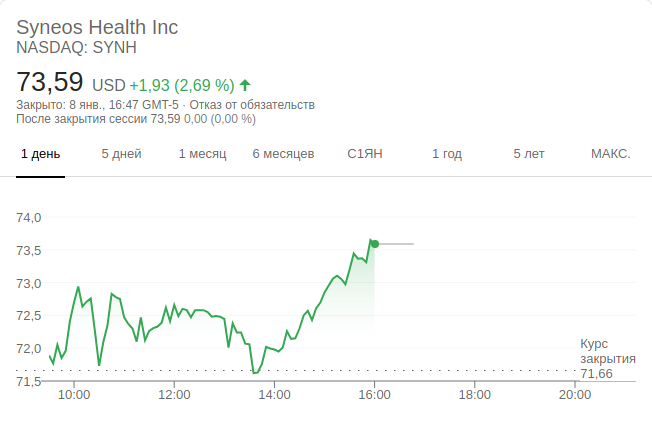 Syneos Health Inc
NASDAQ: SYNH
73,59 USD +1,93 (2,69 %)
Закрыто: 8 янв., 16:47 GMT-5 · Отказ от обязательств
После закрытия сессии 73,59 0,00 (0,00 %)
1 день 5 дней 1 месяц 6 месяцев С1ЯН 1 год 5 лет МАКС.
74,0
73,5
73,0
72,5
72,0
71,5
Курс
закрытия
71,66
10:00 12:00 14:00 16:00 18:00 20:00